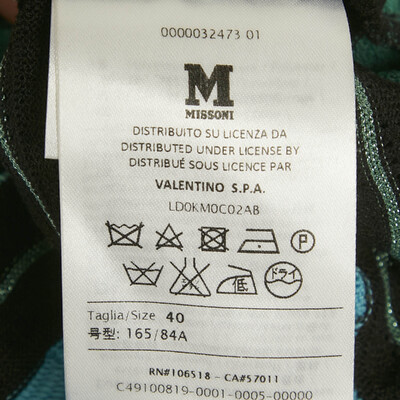 0000032473 01
M
MISSONI
DISTRIBUITO SU LICENZA DA
DISTRIBUTED UNDER LICENSE BY
DISTRIBUÉ SOUS LICENCE PAR
VALENTINO S.P.A.
LD0KM0C02AB
P
低 ドライ
Taglia/Size 40
号型: 165/84A
RN#106518 - CA#57011
C49100819-0001-0005-00000